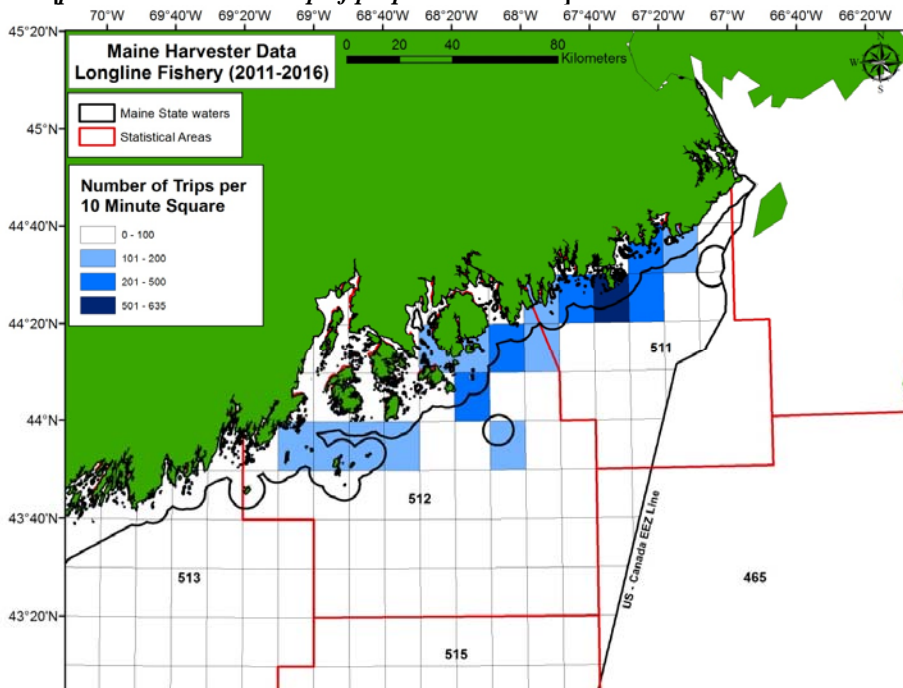 70°W 69°20'W 68°40'W 68°20'W 68°W 67°40'W 67°20'W 67°W 66°40'W 66°20'W
45°20'N
Maine Harvester Data
Longline Fishery (2011-2016)
0 20 40 80
Kilometers
N
W
S
Maine State waters
Statistical Areas
45°N
Number of Trips per
10 Minute Square
0 - 100
101 - 200
201 - 500
501 - 635
44°40'N
44°20'N
511
44°N
512
43°40'N
US - Canada EEZ Line
513
465
43°20'N
515